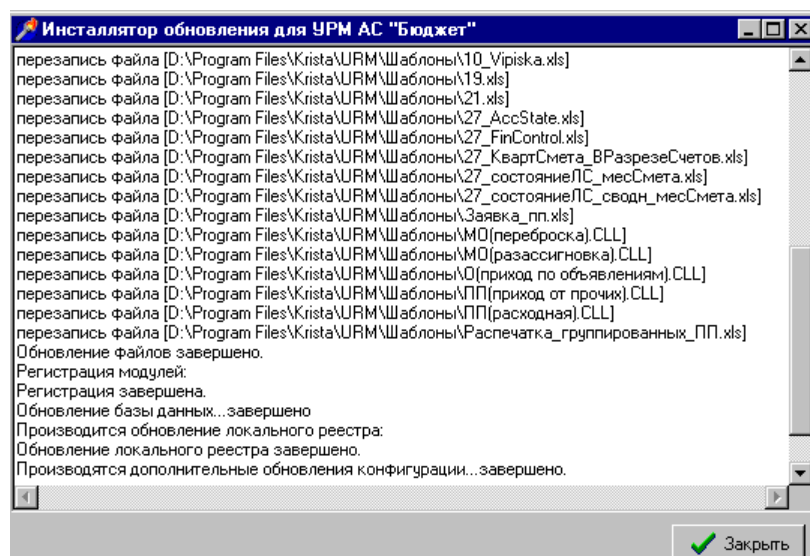 Инсталлятор обновления для УРМ АС "Бюджет"
перезапись файла [D:\Program Files\Krista\URM\Шаблоны\10_Vipiska.xls]
перезапись файла [D:\Program Files\Krista\URM\Шаблоны\19.xls]
перезапись файла [D:\Program Files\Krista\URM\Шаблоны\21.xls]
перезапись файла [D:\Program Files\Krista\URM\Шаблоны\27_AccState.xls]
перезапись файла [D:\Program Files\Krista\URM\Шаблоны\27_FinControl.xls]
перезапись файла [D:\Program Files\Krista\URM\Шаблоны\27_КвартСмета_ВРазрезеСчетов.xls]
перезапись файла [D:\Program Files\Krista\URM\Шаблоны\27_состояниеЛС_месСмета.xls]
перезапись файла [D:\Program Files\Krista\URM\Шаблоны\27_состояниеЛС_сводн_месСмета.xls]
перезапись файла [D:\Program Files\Krista\URM\Шаблоны\Заявка_пп.xls]
перезапись файла [D:\Program Files\Krista\URM\Шаблоны\МО(переброска).CLL]
перезапись файла [D:\Program Files\Krista\URM\Шаблоны\МО(разассигновка).CLL]
перезапись файла [D:\Program Files\Krista\URM\Шаблоны\О(приход по объявлениям).CLL]
перезапись файла [D:\Program Files\Krista\URM\Шаблоны\ПП(приход от прочих).CLL]
перезапись файла [D:\Program Files\Krista\URM\Шаблоны\ПП(расходная).CLL]
перезапись файла [D:\Program Files\Krista\URM\Шаблоны\Распечатка_группированных_ПП.xls]
Обновление файлов завершено.
Регистрация модулей:
Регистрация завершена.
Обновление базы данных...завершено
Производится обновление локального реестра:
Обновление локального реестра завершено.
Производятся дополнительные обновления конфигурации...завершено.
Закрыть